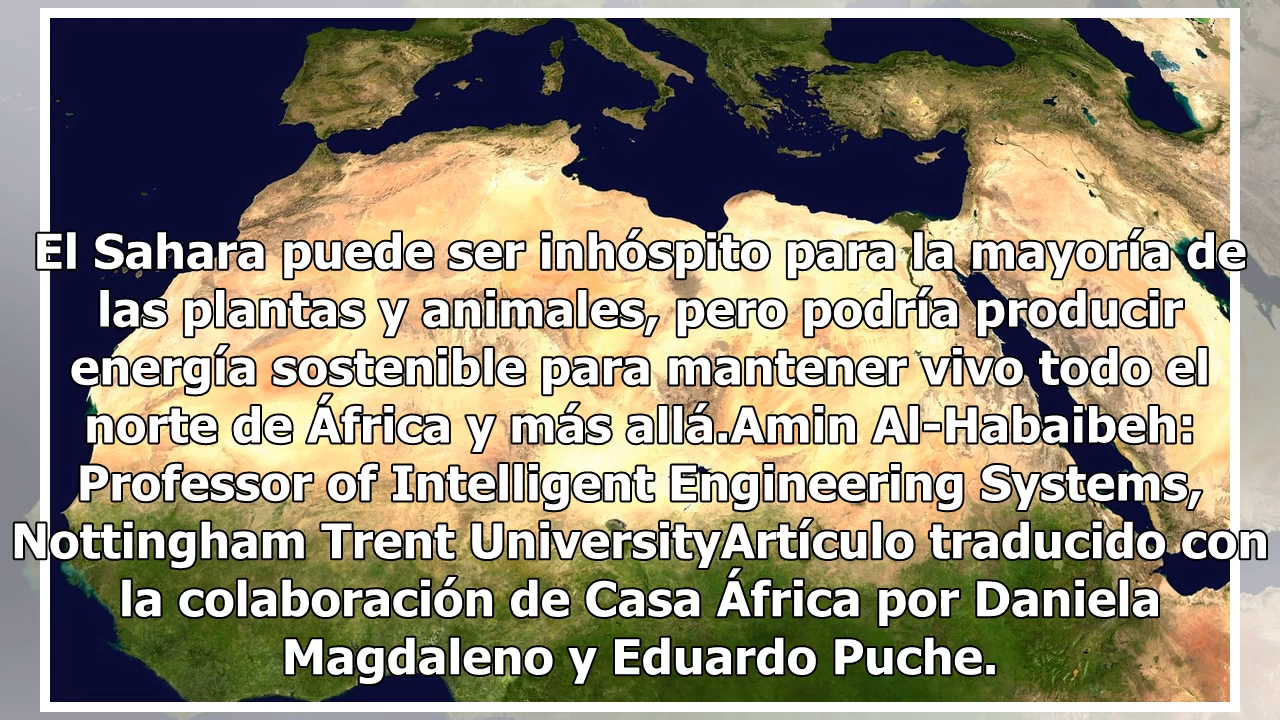 El Sahara puede ser inhóspito para la mayoría de
las plantas y animales, pero podría producir
energía sostenible para mantener vivo todo el
norte de África y más allá.Amin Al-Habaibeh:
Professor of Intelligent Engineering Systems,
Nottingham Trent UniversityArtículo traducido con
la colaboración de Casa África por Daniela
Magdaleno y Eduardo Puche.